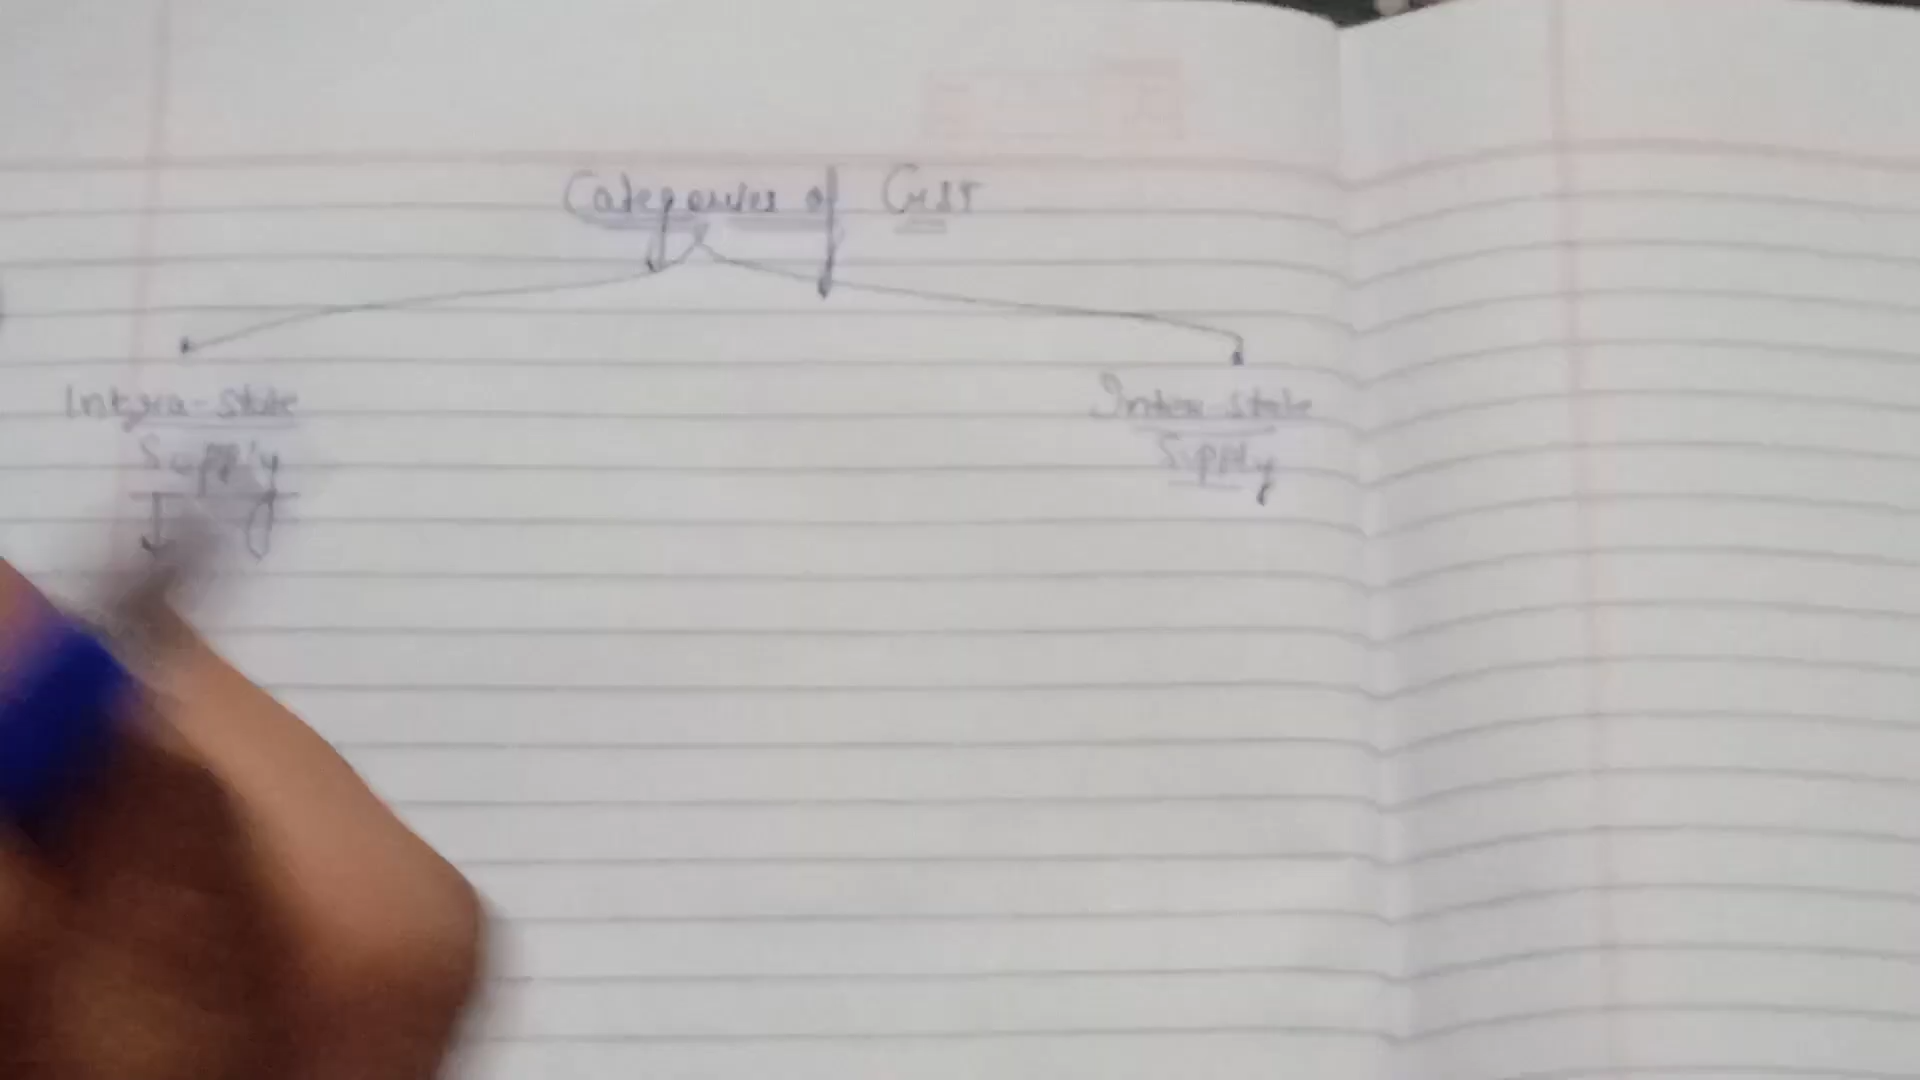 Categories of GST
Intra-State
Supply
Inter-State
Supply